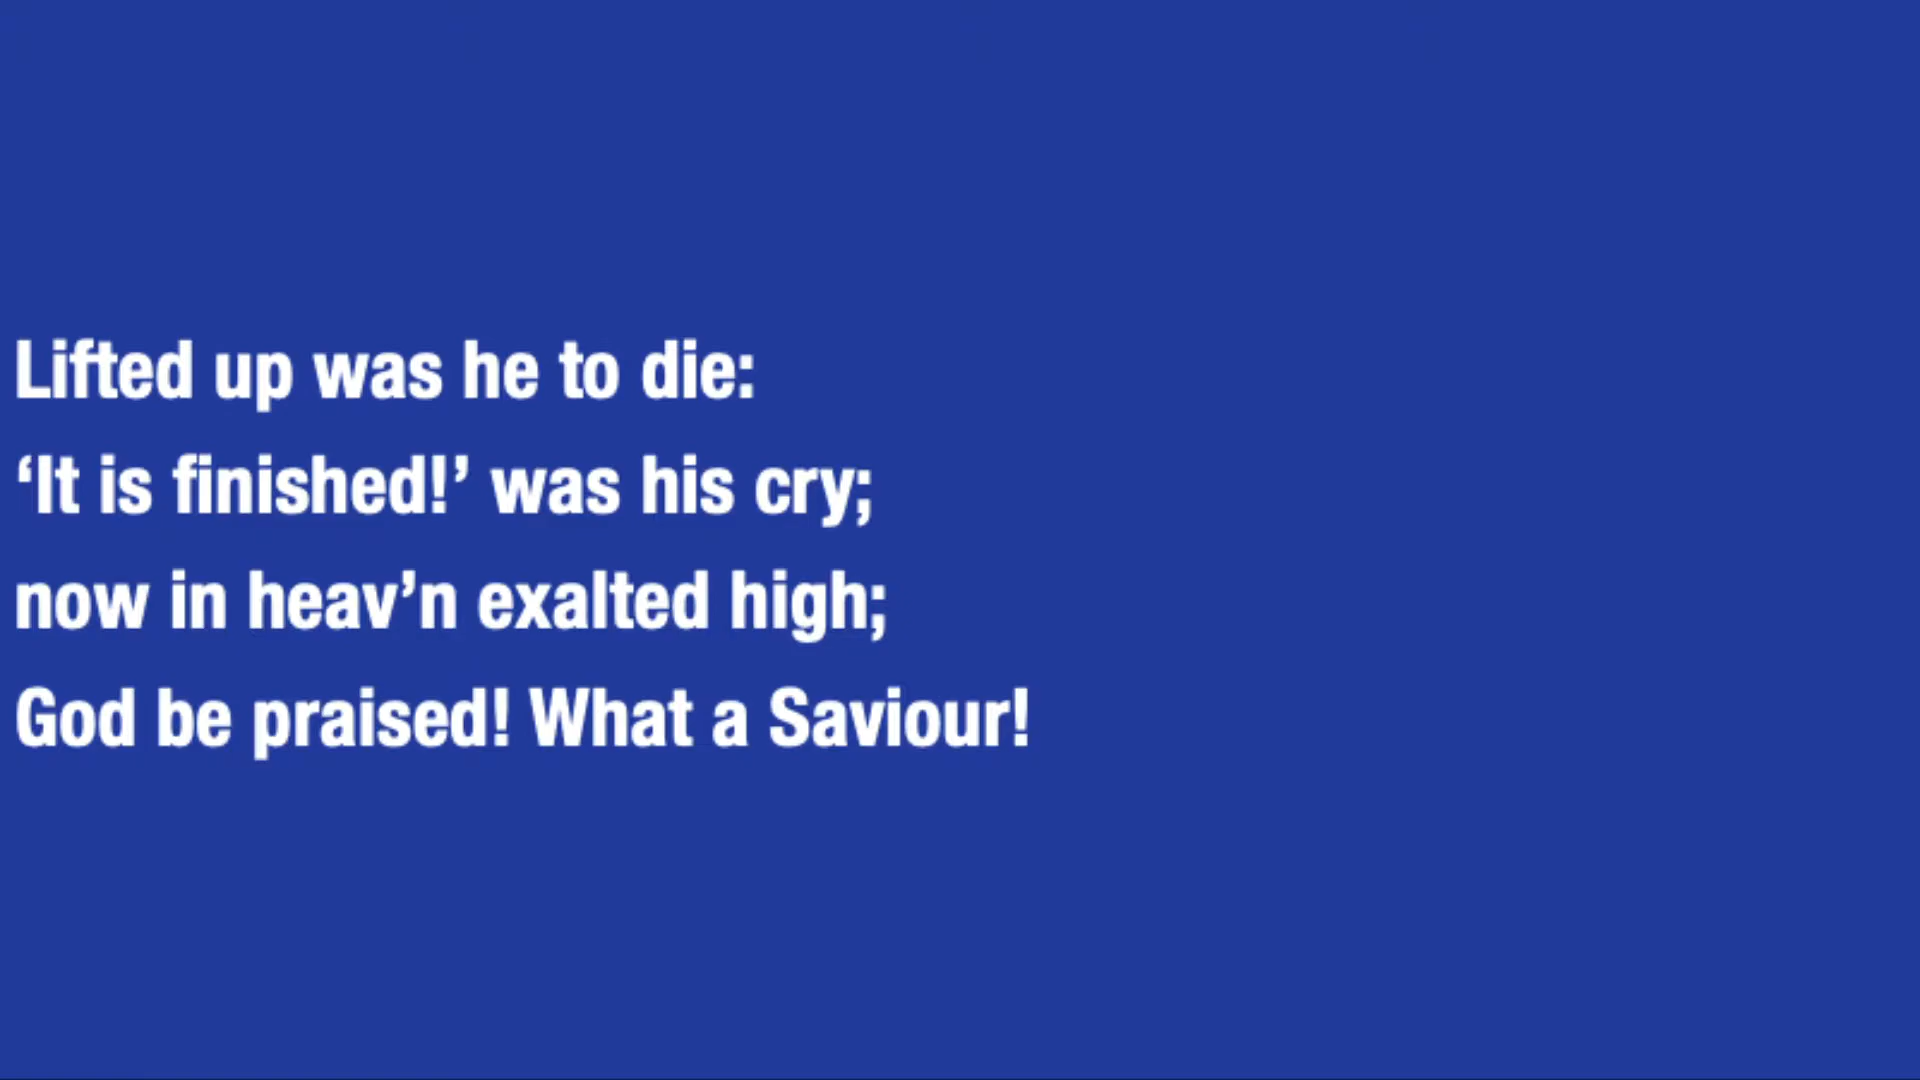 Lifted up was he to die:
‘It is finished!’ was his cry;
now in heav’n exalted high;
God be praised! What a Saviour!